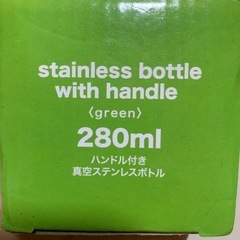 stainless bottle
with handle
〈green〉
280ml
ハンドル付き
真空ステンレスボトル